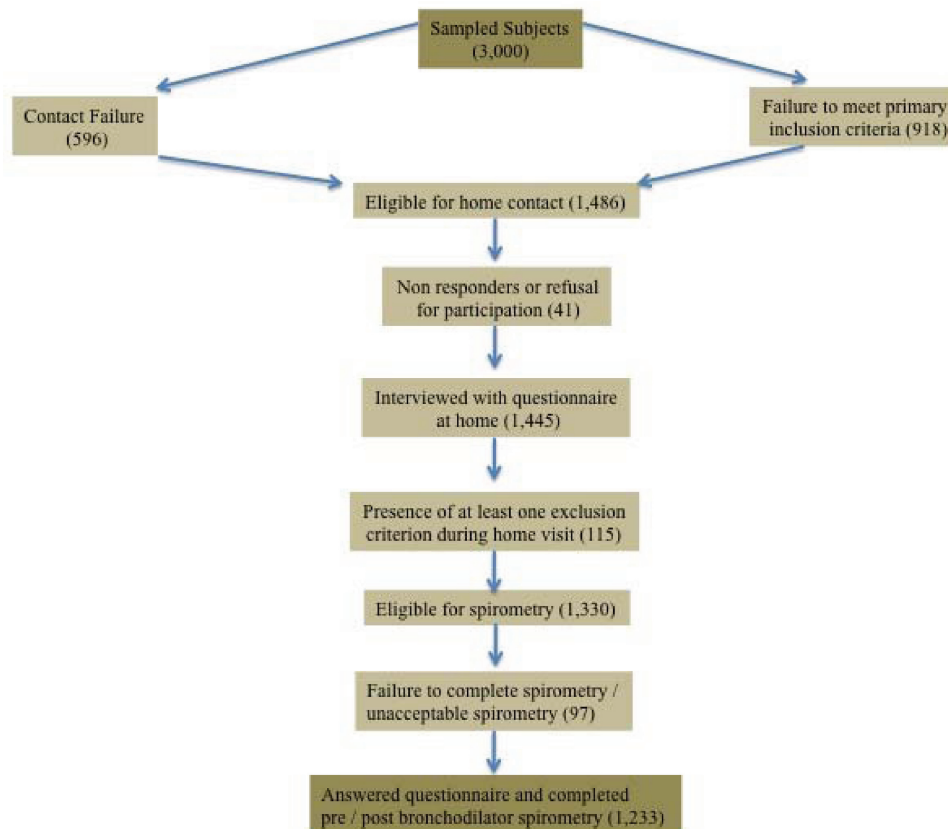 Sampled Subjects
(3,000)
Contact Failure
(596)
Failure to meet primary
inclusion criteria (918)
Eligible for home contact (1,486)
Non responders or refusal
for participation (41)
Interviewed with questionnaire
at home (1,445)
Presence of at least one exclusion
criterion during home visit (115)
Eligible for spirometry (1,330)
Failure to complete spirometry /
unacceptable spirometry (97)
Answered questionnaire and completed
pre / post bronchodilator spirometry (1,233)